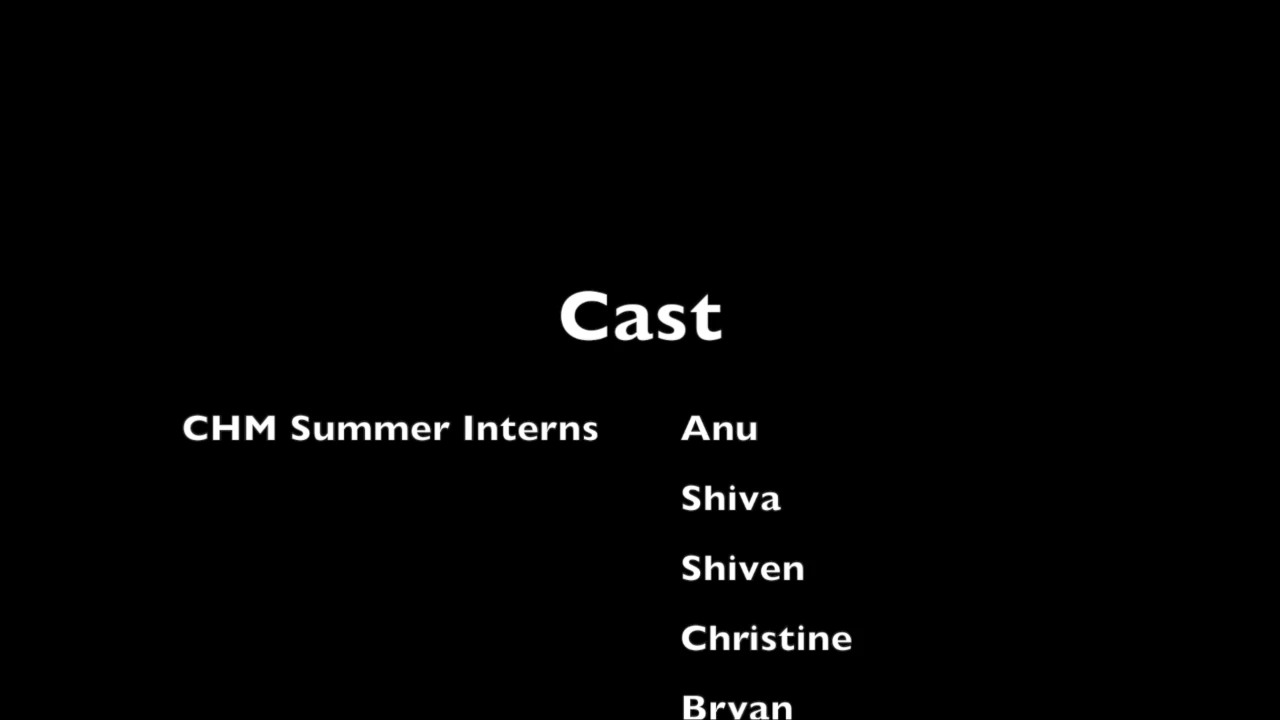 Cast
CHM Summer Interns Anu
Shiva
Shiven
Christine
Bryan